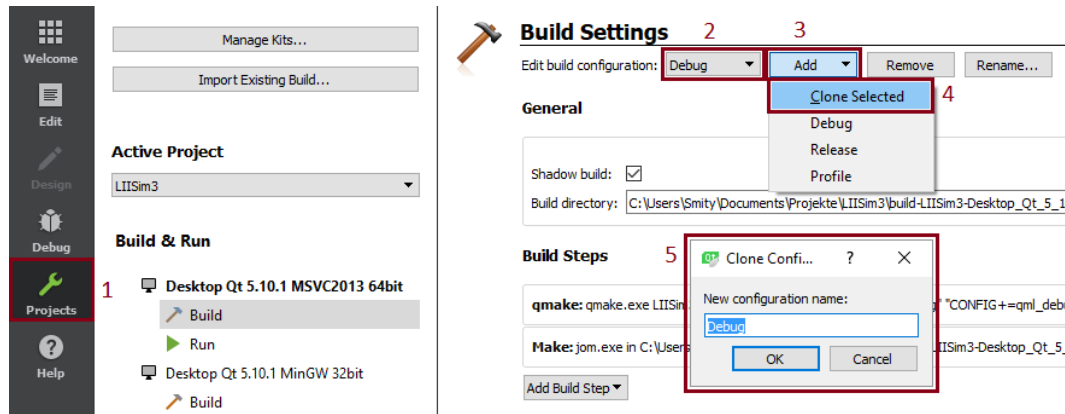 Welcome
Edit
Design
Debug
Projects
Help
1
Manage Kits...
Import Existing Build...
Active Project
LIISim3
Build & Run
Desktop Qt 5.10.1 MSVC2013 64bit
Build
Run
Desktop Qt 5.10.1 MinGW 32bit
Build
Build Settings
2
3
Edit build configuration:
Debug
Add
Remove
Rename...
Clone Selected
4
Debug
Release
Profile
General
Shadow build:
Build directory:
C:\Users\Smity\Documents\Projekte\LIISim3\build-LIISim3-Desktop_Qt_5_1
Build Steps
5
qmake: qmake.exe LIISim
" "CONFIG+=qml_deb
Make: jom.exe in C:\Users
IISim3-Desktop_Qt_5_
Add Build Step
Clone Confi...
?
New configuration name:
Debug
OK
Cancel